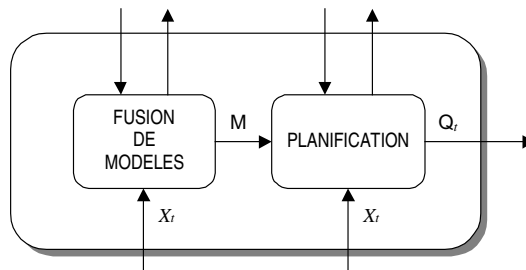 FUSION
DE
MODELES
M
PLANIFICATION
Qt
Xt
Xt